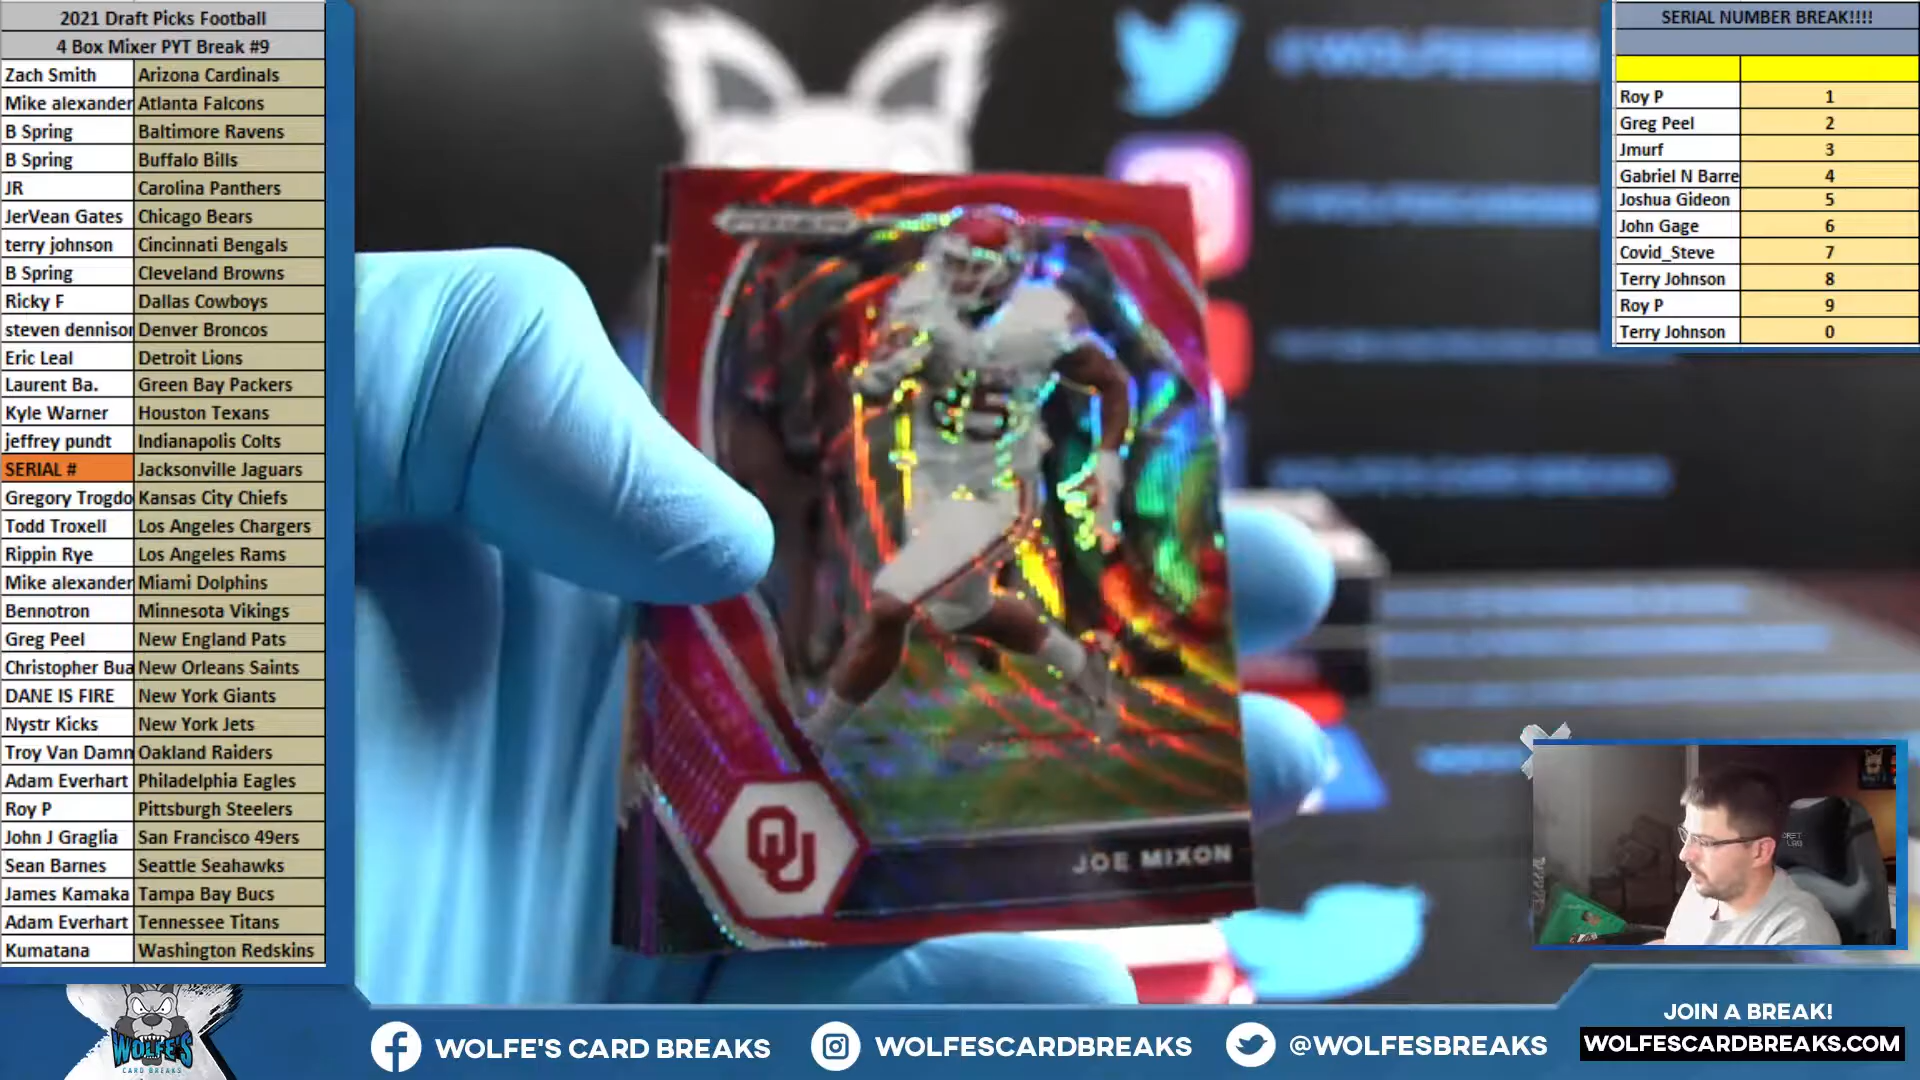 2021 Draft Picks Football
4 Box Mixer PYT Break #9
Zach Smith Arizona Cardinals
Mike alexander Atlanta Falcons
B Spring Baltimore Ravens
B Spring Buffalo Bills
JR Carolina Panthers
JerVean Gates Chicago Bears
terry johnson Cincinnati Bengals
B Spring Cleveland Browns
Ricky F Dallas Cowboys
steven dennison Denver Broncos
Eric Leal Detroit Lions
Laurent Ba. Green Bay Packers
Kyle Warner Houston Texans
jeffrey pundt Indianapolis Colts
SERIAL # Jacksonville Jaguars
Gregory Trogdo Kansas City Chiefs
Todd Troxell Los Angeles Chargers
Rippin Rye Los Angeles Rams
Mike alexander Miami Dolphins
Bennotron Minnesota Vikings
Greg Peel New England Pats
Christopher Bua New Orleans Saints
DANE IS FIRE New York Giants
Nystr Kicks New York Jets
Troy Van Damn Oakland Raiders
Adam Everhart Philadelphia Eagles
Roy P Pittsburgh Steelers
John J Graglia San Francisco 49ers
Sean Barnes Seattle Seahawks
James Kamaka Tampa Bay Bucs
Adam Everhart Tennessee Titans
Kumatana Washington Redskins
SERIAL NUMBER BREAK!!!!
Roy P 1
Greg Peel 2
Jmurf 3
Gabriel N Barre 4
Joshua Gideon 5
John Gage 6
Covid_Steve 7
Terry Johnson 8
Roy P 9
Terry Johnson 0
OU
JOE MIXON
WOLFE'S
CARD BREAKS
WOLFE'S CARD BREAKS
WOLFESCARDBREAKS
@WOLFESBREAKS
JOIN A BREAK!
WOLFESCARDBREAKS.COM